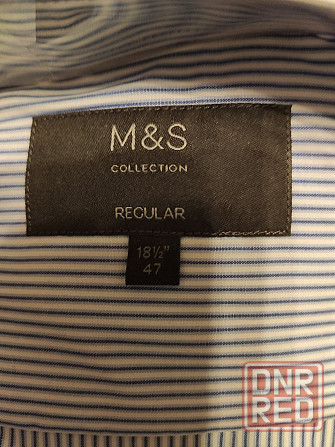 M&S
COLLECTION
REGULAR
18½"
47
DNR
RED